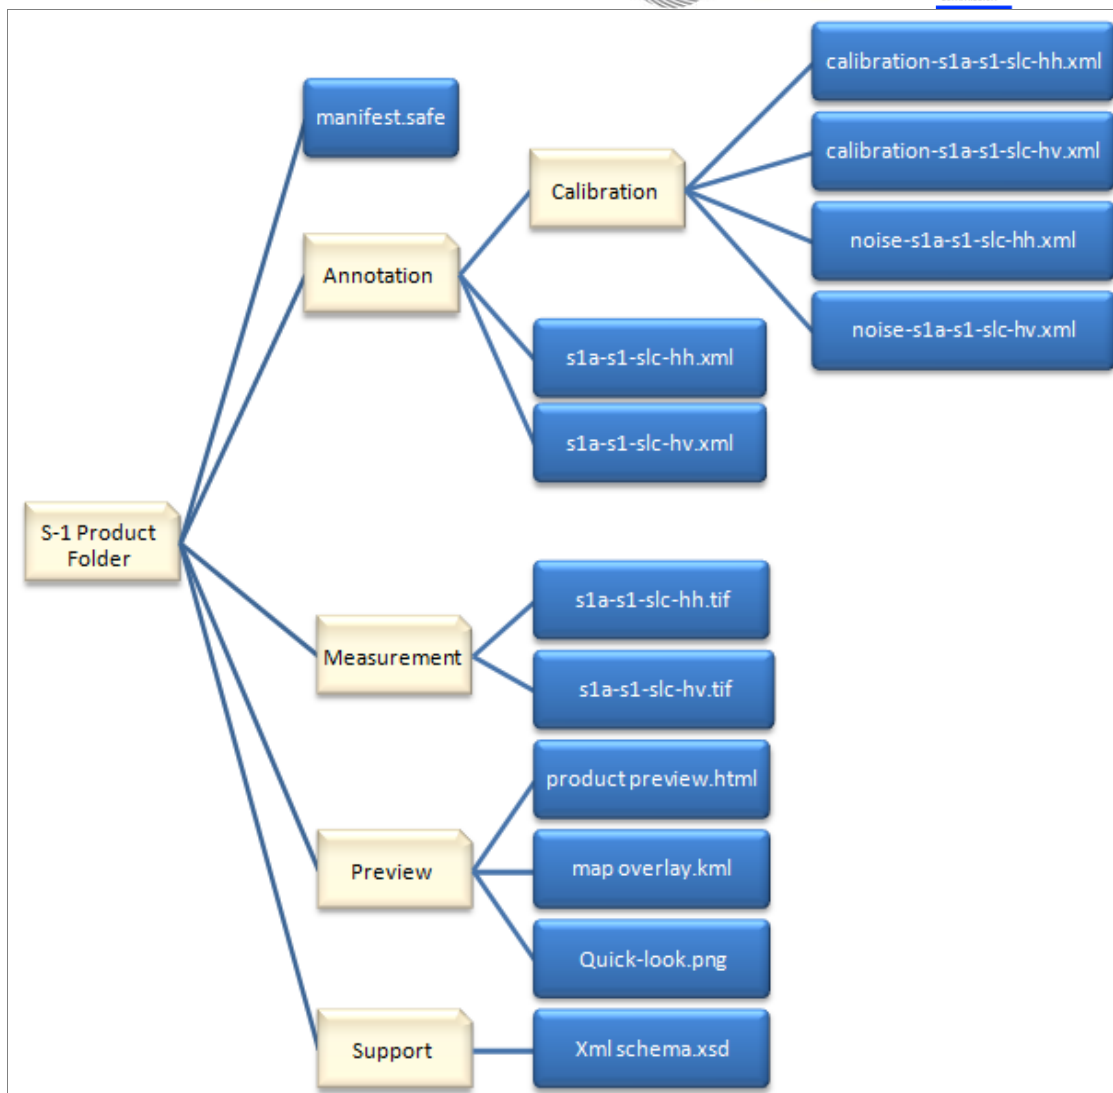 manifest.safe
Annotation
Calibration
calibration-s1a-s1-slc-hh.xml
calibration-s1a-s1-slc-hv.xml
noise-s1a-s1-slc-hh.xml
noise-s1a-s1-slc-hv.xml
s1a-s1-slc-hh.xml
s1a-s1-slc-hv.xml
S-1 Product
Folder
Measurement
s1a-s1-slc-hh.tif
s1a-s1-slc-hv.tif
Preview
product preview.html
map overlay.kml
Quick-look.png
Support
Xml schema.xsd